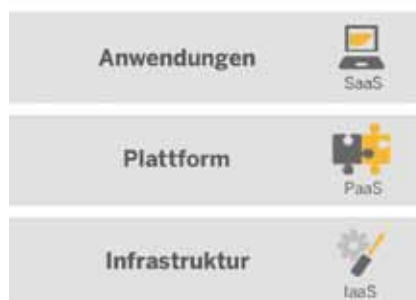 Anwendungen
SaaS
Plattform
PaaS
Infrastruktur
IaaS